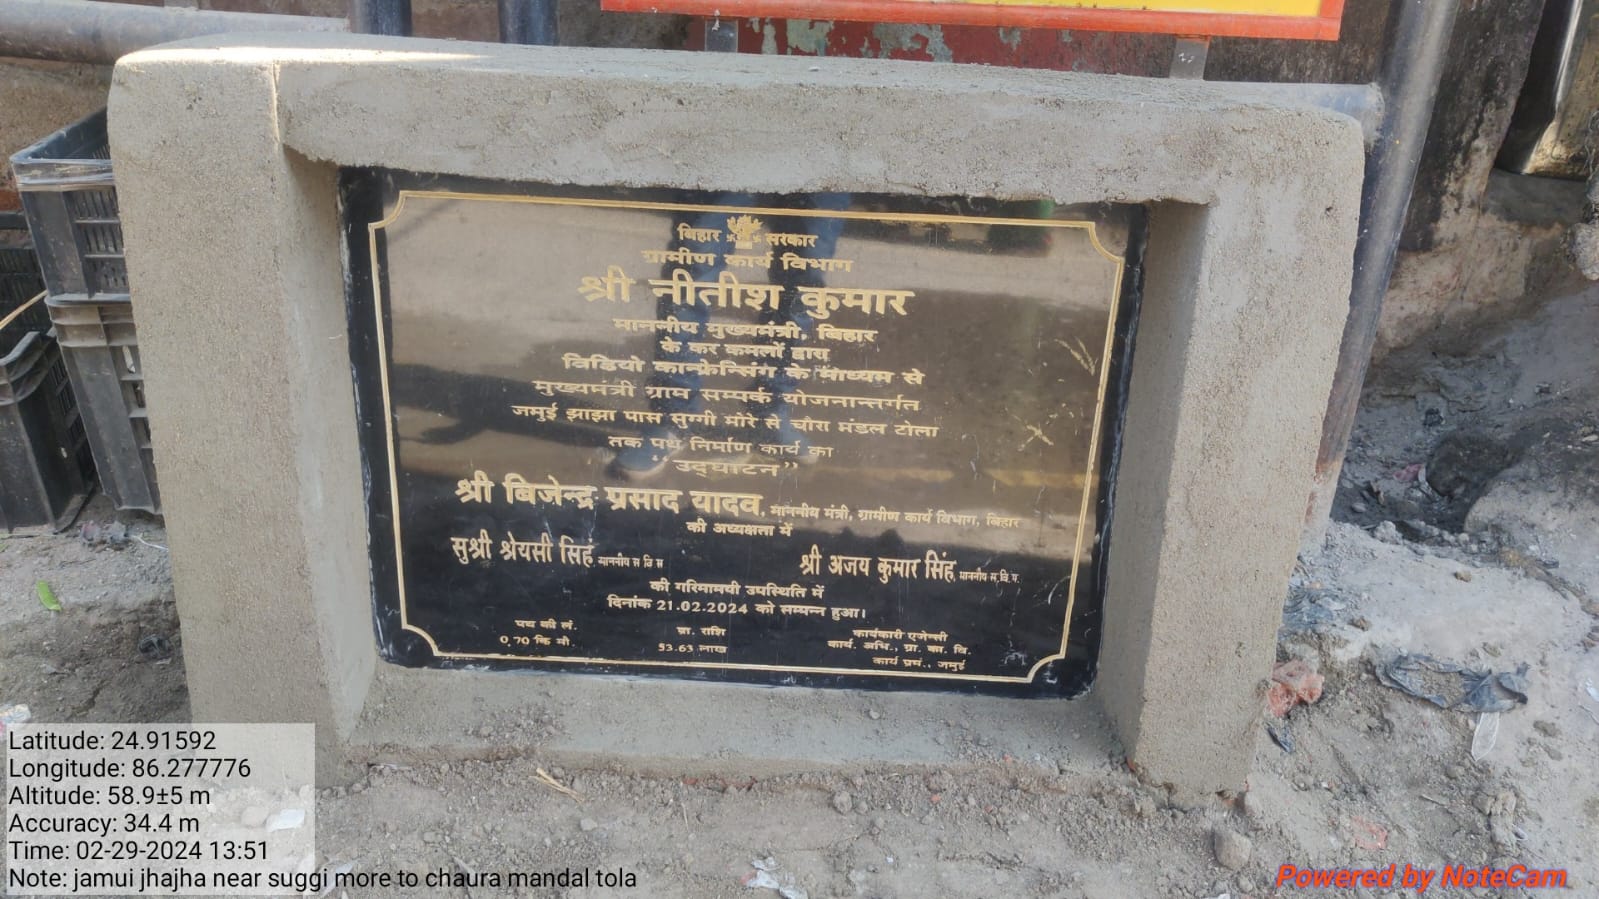 बिहार सरकार
ग्रामीण कार्य विभाग
श्री नीतीश कुमार
माननीय मुख्यमंत्री, बिहार
के कर कमलों द्वारा
विडियो कान्फ्रेन्सिंग के माध्यम से
मुख्यमंत्री ग्राम सम्पर्क योजनान्तर्गत
जमुई झाझा पास सुग्गी मोरे से चौरा मंडल टोला
तक पथ निर्माण कार्य का
"उद्घाटन"
श्री बिजेन्द्र प्रसाद यादव, माननीय मंत्री, ग्रामीण कार्य विभाग, बिहार
की अध्यक्षता में
सुश्री श्रेयसी सिहं, माननीय स वि स
श्री अजय कुमार सिंह, माननीय स.वि.प.
की गरिमामयी उपस्थिति में
दिनांक 21.02.2024 को सम्पन्न हुआ।
पथ की लं.
0.70 कि मी.
प्रा. राशि
53.63 लाख
कार्यकारी एजेन्सी
कार्य. अभि., ग्रा. का. वि.
कार्य प्रम., जमुई
Latitude: 24.91592
Longitude: 86.277776
Altitude: 58.9±5 m
Accuracy: 34.4 m
Time: 02-29-2024 13:51
Note: jamui jhajha near suggi more to chaura mandal tola
Powered by NoteCam